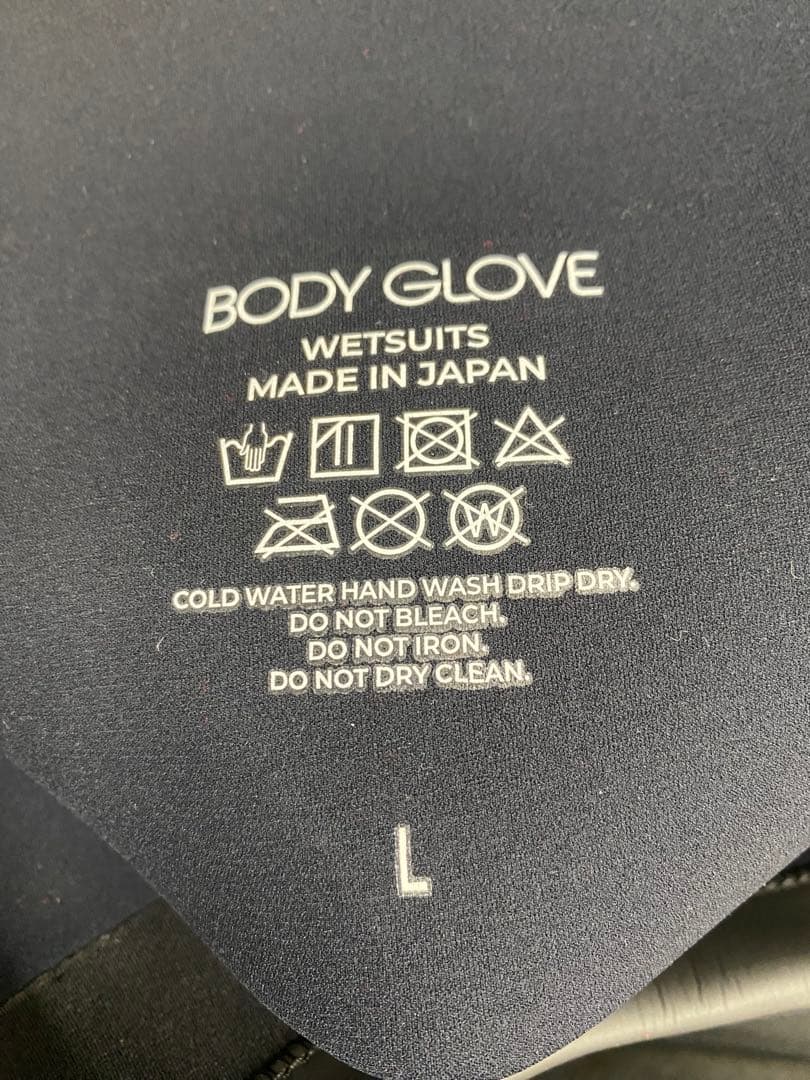 BODY GLOVE
WETSUITS
MADE IN JAPAN
W
COLD WATER HAND WASH DRIP DRY.
DO NOT BLEACH.
DO NOT IRON.
DO NOT DRY CLEAN.
L